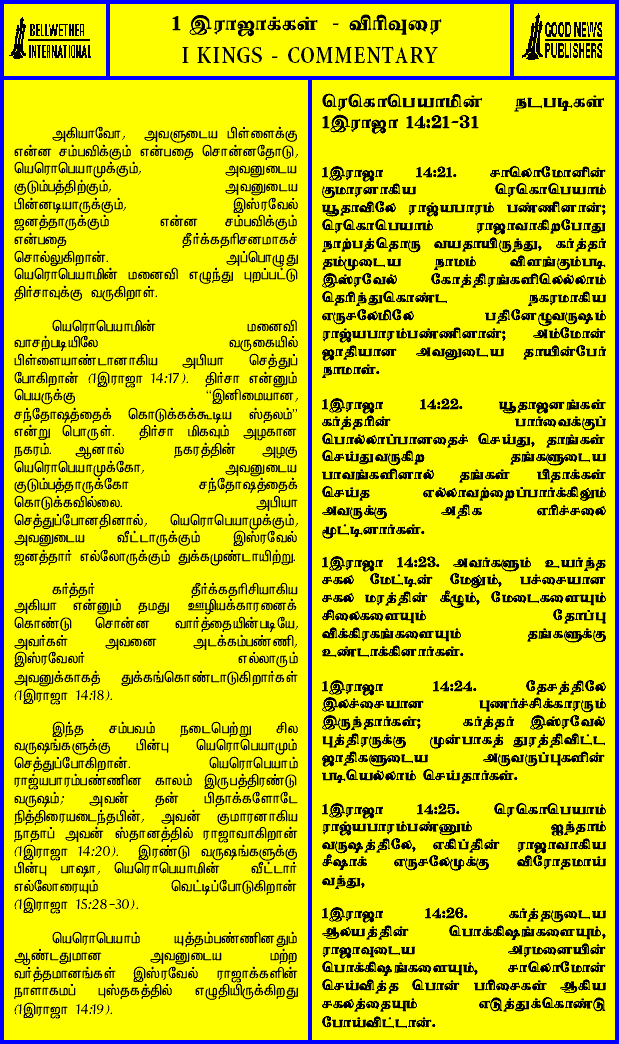 BELLWETHER
INTERNATIONAL
1 இராஜாக்கள் - விரிவுரை
I KINGS - COMMENTARY
GOOD NEWS
PUBLISHERS
அகியாவோ, அவளுடைய பிள்ளைக்கு
என்ன சம்பவிக்கும் என்பதை சொன்னதோடு,
யெரொபெயாமுக்கும், அவனுடைய
குடும்பத்திற்கும், அவனுடைய
பின்னடியாருக்கும், இஸ்ரவேல்
ஜனத்தாருக்கும் என்ன சம்பவிக்கும்
என்பதை தீர்க்கதரிசனமாகச்
சொல்லுகிறான். அப்பொழுது
யெரொபெயாமின் மனைவி எழுந்து புறப்பட்டு
திர்சாவுக்கு வருகிறாள்.
யெரொபெயாமின் மனைவி
வாசற்படியிலே வருகையில்
பிள்ளையாண்டானாகிய அபியா செத்துப்
போகிறான் (1இராஜா 14:17). திர்சா என்னும்
பெயருக்கு “இனிமையான,
சந்தோஷத்தைக் கொடுக்கக்கூடிய ஸ்தலம்”
என்று பொருள். திர்சா மிகவும் அழகான
நகரம். ஆனால் நகரத்தின் அழகு
யெரொபெயாமுக்கோ, அவனுடைய
குடும்பத்தாருக்கோ சந்தோஷத்தைக்
கொடுக்கவில்லை. அபியா
செத்துப்போனதினால், யெரொபெயாமுக்கும்,
அவனுடைய வீட்டாருக்கும் இஸ்ரவேல்
ஜனத்தார் எல்லோருக்கும் துக்கமுண்டாயிற்று.
கர்த்தர் தீர்க்கதரிசியாகிய
அகியா என்னும் தமது ஊழியக்காரனைக்
கொண்டு சொன்ன வார்த்தையின்படியே,
அவர்கள் அவனை அடக்கம்பண்ணி,
இஸ்ரவேலர் எல்லாரும்
அவனுக்காகத் துக்கங்கொண்டாடுகிறார்கள்
(1இராஜா 14:18).
இந்த சம்பவம் நடைபெற்று சில
வருஷங்களுக்கு பின்பு யெரொபெயாமும்
செத்துப்போகிறான். யெரொபெயாம்
ராஜ்யபாரம்பண்ணின காலம் இருபத்திரண்டு
வருஷம்; அவன் தன் பிதாக்களோடே
நித்திரையடைந்தபின், அவன் குமாரனாகிய
நாதாப் அவன் ஸ்தானத்தில் ராஜாவாகிறான்
(1இராஜா 14:20). இரண்டு வருஷங்களுக்கு
பின்பு பாஷா, யெரொபெயாமின் வீட்டார்
எல்லோரையும் வெட்டிப்போடுகிறான்
(1இராஜா 15:28-30).
யெரொபெயாம் யுத்தம்பண்ணினதும்
ஆண்டதுமான அவனுடைய மற்ற
வர்த்தமானங்கள் இஸ்ரவேல் ராஜாக்களின்
நாளாகமப் புஸ்தகத்தில் எழுதியிருக்கிறது
(1இராஜா 14:19).
ரெகொபெயாமின் நடபடிகள்
1இராஜா 14:21-31
1இராஜா 14:21. சாலொமோனின்
குமாரனாகிய ரெகொபெயாம்
யூதாவிலே ராஜ்யபாரம் பண்ணினான்;
ரெகொபெயாம் ராஜாவாகிறபோது
நாற்பத்தொரு வயதாயிருந்து, கர்த்தர்
தம்முடைய நாமம் விளங்கும்படி
இஸ்ரவேல் கோத்திரங்களிலெல்லாம்
தெரிந்துகொண்ட நகரமாகிய
எருசலேமிலே பதினேழுவருஷம்
ராஜ்யபாரம்பண்ணினான்; அம்மோன்
ஜாதியான அவனுடைய தாயின்பேர்
நாமாள்.
1இராஜா 14:22. யூதாஜனங்கள்
கர்த்தரின் பார்வைக்குப்
பொல்லாப்பானதைச் செய்து, தாங்கள்
செய்துவருகிற தங்களுடைய
பாவங்களினால் தங்கள் பிதாக்கள்
செய்த எல்லாவற்றைப்பார்க்கிலும்
அவருக்கு அதிக எரிச்சலை
மூட்டினார்கள்.
1இராஜா 14:23. அவர்களும் உயர்ந்த
சகல மேட்டின் மேலும், பச்சையான
சகல மரத்தின் கீழும், மேடைகளையும்
சிலைகளையும் தோப்பு
விக்கிரகங்களையும் தங்களுக்கு
உண்டாக்கினார்கள்.
1இராஜா 14:24. தேசத்திலே
இலச்சையான புணர்ச்சிக்காரரும்
இருந்தார்கள்; கர்த்தர் இஸ்ரவேல்
புத்திரருக்கு முன்பாகத் துரத்திவிட்ட
ஜாதிகளுடைய அருவருப்புகளின்
படியெல்லாம் செய்தார்கள்.
1இராஜா 14:25. ரெகொபெயாம்
ராஜ்யபாரம்பண்ணும் ஐந்தாம்
வருஷத்திலே, எகிப்தின் ராஜாவாகிய
சீஷாக் எருசலேமுக்கு விரோதமாய்
வந்து,
1இராஜா 14:26. கர்த்தருடைய
ஆலயத்தின் பொக்கிஷங்களையும்,
ராஜாவுடைய அரமனையின்
பொக்கிஷங்களையும், சாலொமோன்
செய்வித்த பொன் பரிசைகள் ஆகிய
சகலத்தையும் எடுத்துக்கொண்டு
போய்விட்டான்.